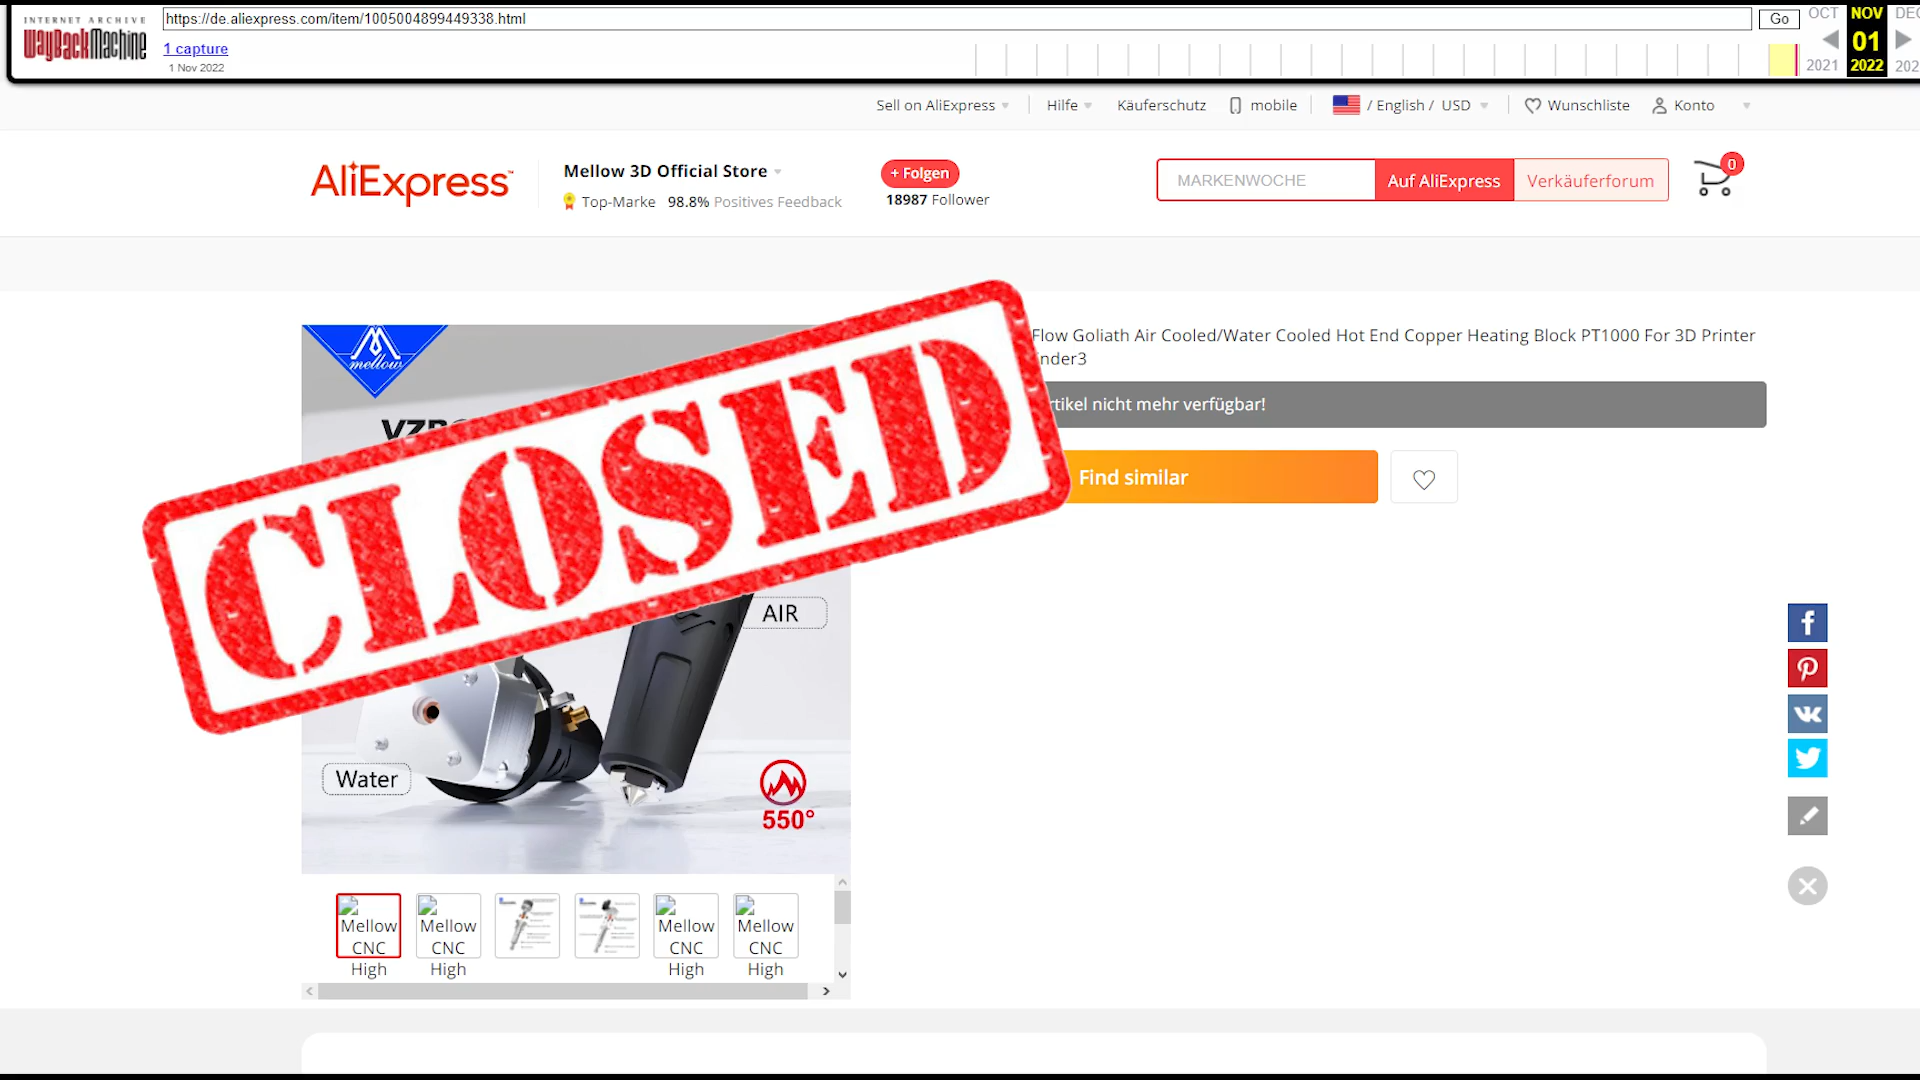 INTERNET ARCHIVE
WayBackMachine
https://de.aliexpress.com/item/1005004899449338.html
Go
OCT
NOV
DEC
1 capture
1 Nov 2022
01
2021
2022
202
Sell on AliExpress
Hilfe
Käuferschutz
mobile
/ English / USD
Wunschliste
Konto
AliExpress
Mellow 3D Official Store
Top-Marke 98.8% Positives Feedback
+ Folgen
18987 Follower
MARKENWOCHE
Auf AliExpress
Verkäuferforum
0
mellow
Flow Goliath Air Cooled/Water Cooled Hot End Copper Heating Block PT1000 For 3D Printer
nder3
rtikel nicht mehr verfügbar!
Find similar
CLOSED
AIR
Water
550°
Mellow
CNC
High
Mellow
CNC
High
Mellow
CNC
High
Mellow
CNC
High